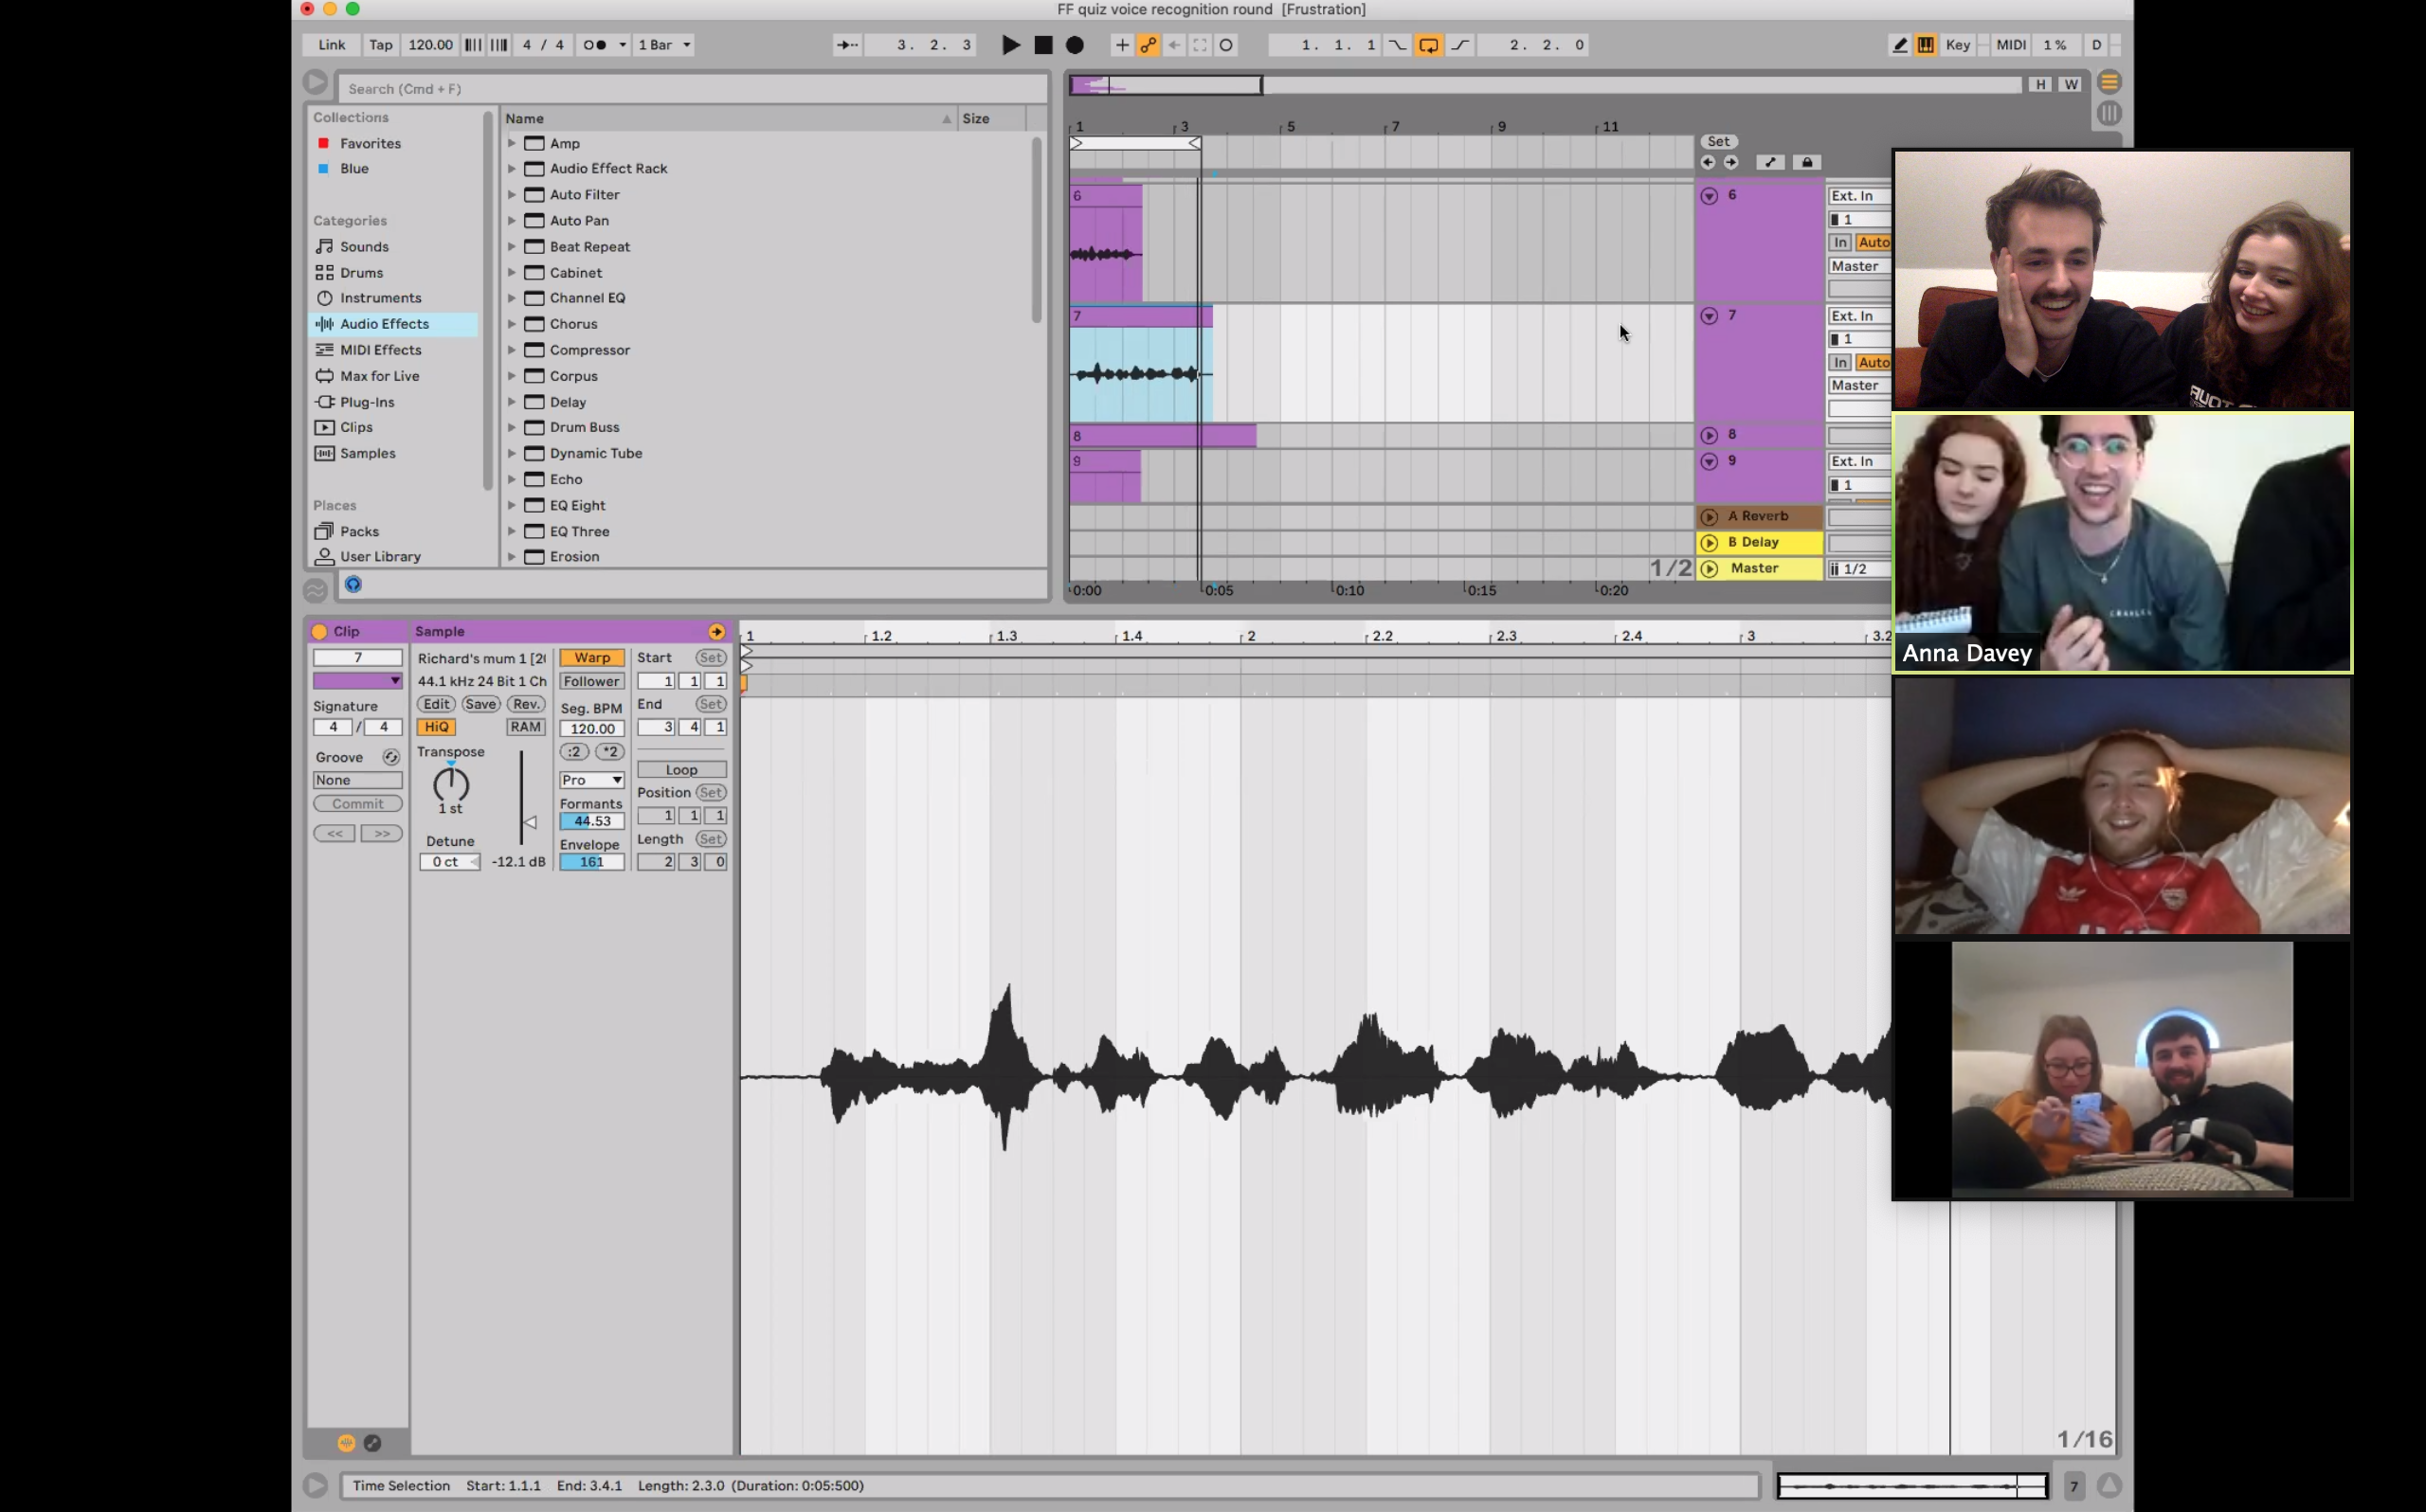 FF quiz voice recognition round [Frustration]
Link Tap 120.00 4 / 4 1 Bar 3. 2. 3 1. 1. 1 2. 2. 0 Key MIDI 1 % D
Search (Cmd + F)
Collections
Favorites
Blue
Categories
Sounds
Drums
Instruments
Audio Effects
MIDI Effects
Max for Live
Plug-Ins
Clips
Samples
Places
Packs
User Library
Name Size
Amp
Audio Effect Rack
Auto Filter
Auto Pan
Beat Repeat
Cabinet
Channel EQ
Chorus
Compressor
Corpus
Delay
Drum Buss
Dynamic Tube
Echo
EQ Eight
EQ Three
Erosion
H W
1 3 5 7 9 11
Set
6 6 Ext. In
1
In Auto
Master
7 7 Ext. In
1
In Auto
Master
8 8
9 9 Ext. In
1
A Reverb
B Delay
1/2 Master 1/2
0:00 0:05 0:10 0:15 0:20
Anna Davey
Clip Sample
7
Signature
4 / 4
Groove
None
Commit
<< >>
Richard's mum 1 [2
44.1 kHz 24 Bit 1 Ch
Edit Save Rev.
HiQ RAM
Transpose
1 st
Detune
0 ct -12.1 dB
Warp
Follower
Seg. BPM
120.00
:2 *2
Pro
Formants
44.53
Envelope
161
Start Set
1 1 1
End Set
3 4 1
Loop
Position Set
1 1 1
Length Set
2 3 0
1 1.2 1.3 1.4 2 2.2 2.3 2.4 3 3.2
1/16
Time Selection Start: 1.1.1 End: 3.4.1 Length: 2.3.0 (Duration: 0:05:500)
7